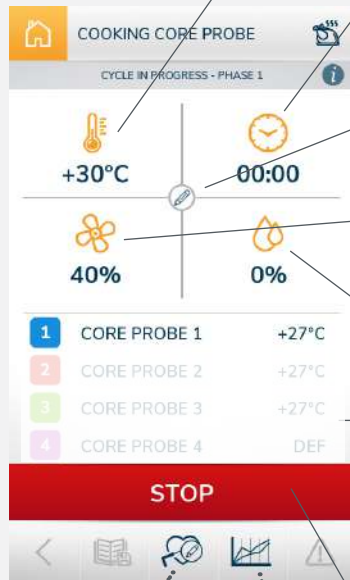 COOKING CORE PROBE
CYCLE IN PROGRESS - PHASE 1
i
+30°C
00:00
40%
0%
1 CORE PROBE 1 +27°C
2 CORE PROBE 2 +27°C
3 CORE PROBE 3 +27°C
4 CORE PROBE 4 DEF
STOP